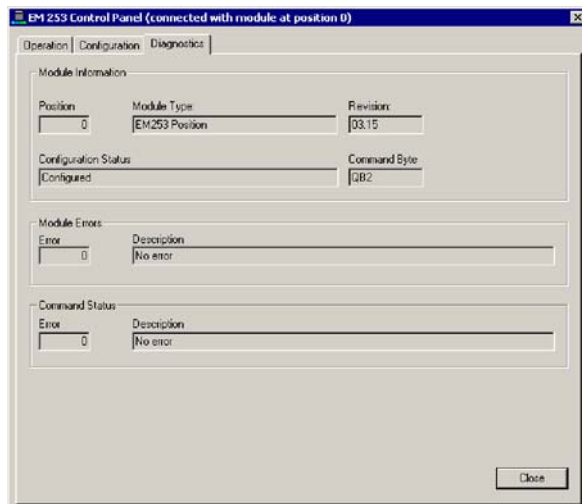 EM 253 Control Panel (connected with module at position 0)
Operation Configuration Diagnostics
Module Information
Position Module Type: Revision:
0 EM253 Position 03.15
Configuration Status Command Byte
Configured QB2
Module Errors
Error Description
0 No error
Command Status
Error Description
0 No error
Close